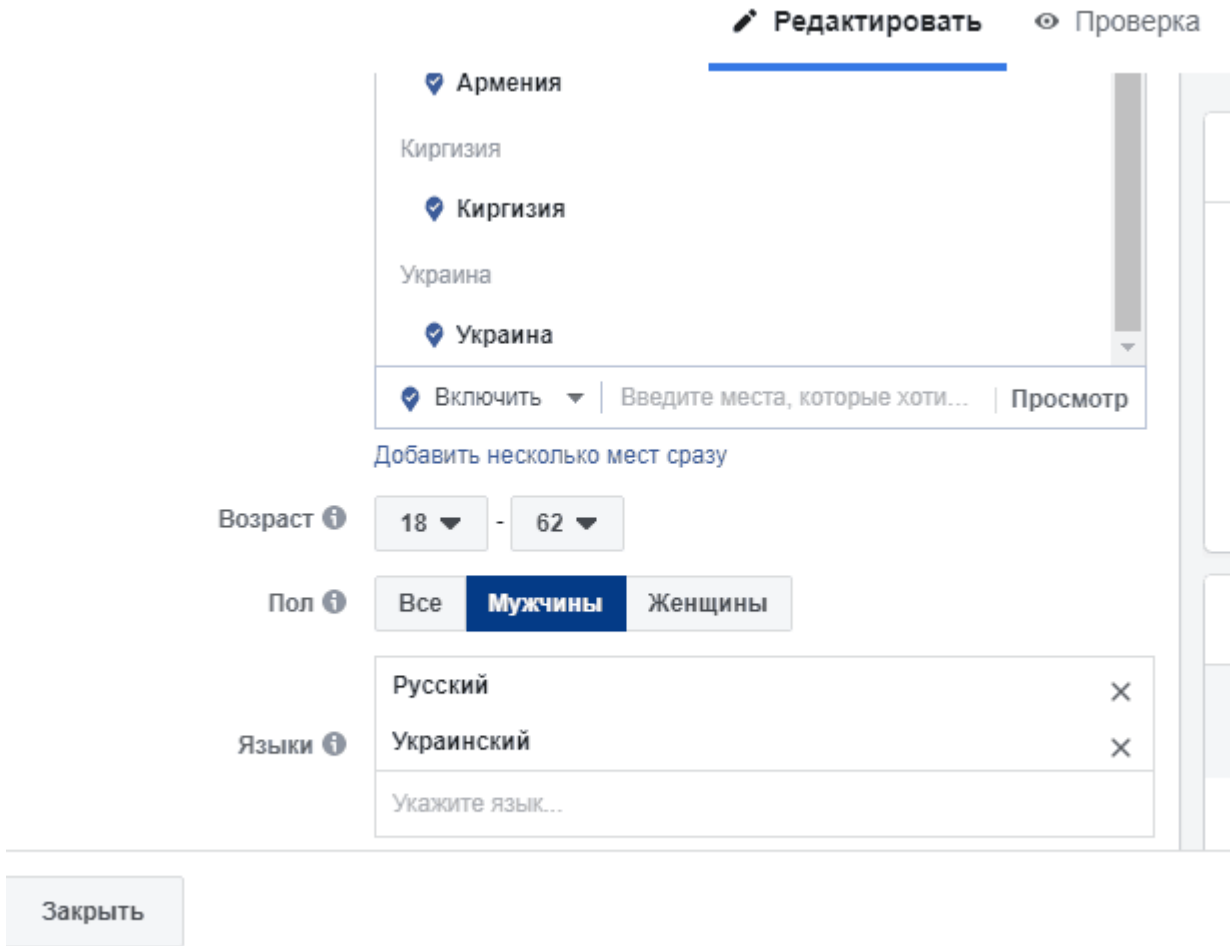 Редактировать Проверка
Армения
Киргизия
Киргизия
Украина
Украина
Включить Введите места, которые хоти... Просмотр
Добавить несколько мест сразу
Возраст 18 - 62
Пол Все Мужчины Женщины
Русский
Языки Украинский
Укажите язык...
Закрыть